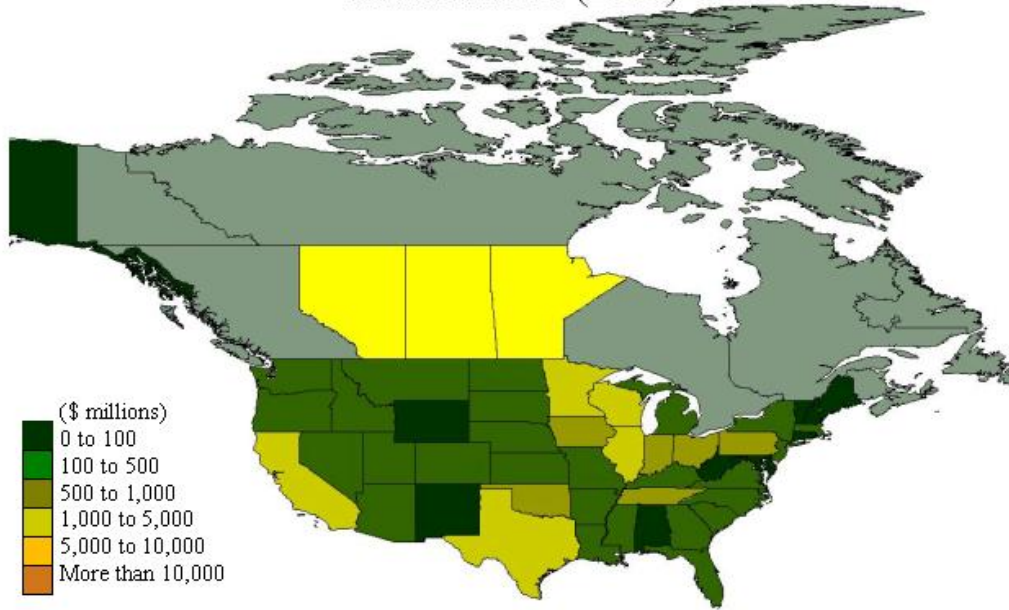 ($ millions)
0 to 100
100 to 500
500 to 1,000
1,000 to 5,000
5,000 to 10,000
More than 10,000